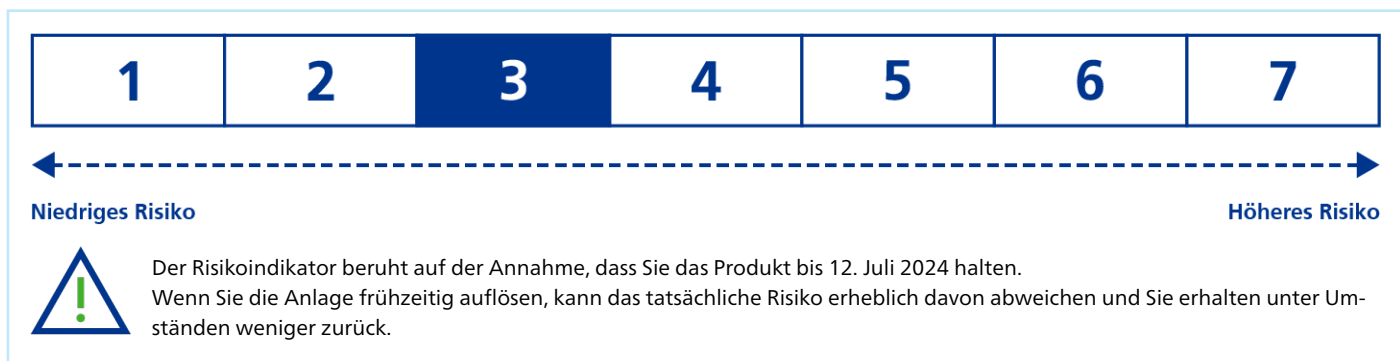 1 2 3 4 5 6 7
Niedriges Risiko Höheres Risiko
Der Risikoindikator beruht auf der Annahme, dass Sie das Produkt bis 12. Juli 2024 halten.
Wenn Sie die Anlage frühzeitig auflösen, kann das tatsächliche Risiko erheblich davon abweichen und Sie erhalten unter Um-
ständen weniger zurück.